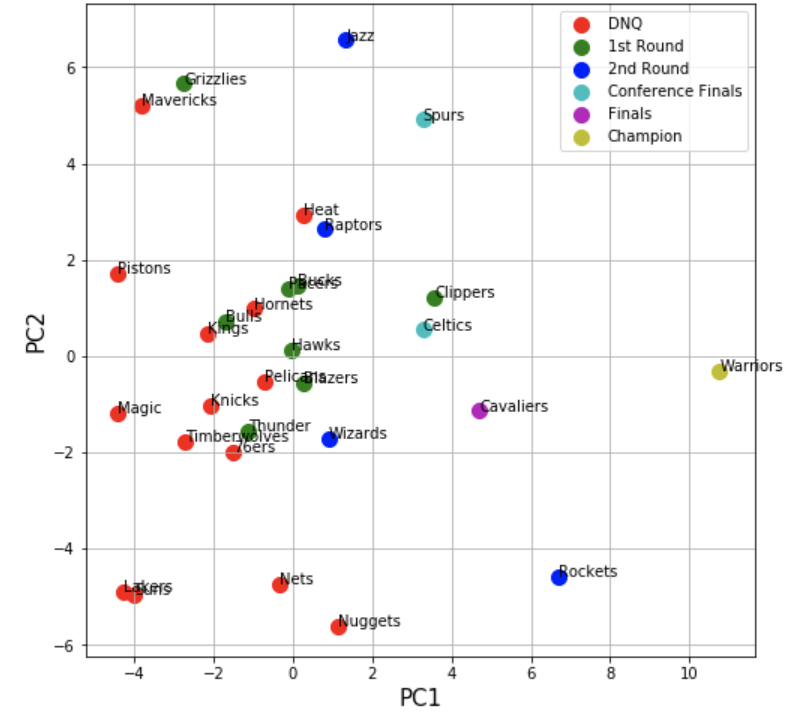 DNQ
1st Round
2nd Round
Conference Finals
Finals
Champion
Jazz
Grizzlies
Mavericks
Spurs
Heat
Raptors
Pistons
Bucks
Pacers
Clippers
Hornets
Bulls
Kings
Celtics
Hawks
Warriors
Pelicans
Blazers
Magic
Knicks
Cavaliers
Thunder
Timberwolves
76ers
Wizards
Rockets
Lakers
Suns
Nets
Nuggets
6
4
2
0
−2
−4
−6
PC2
−4
−2
0
2
4
6
8
10
PC1